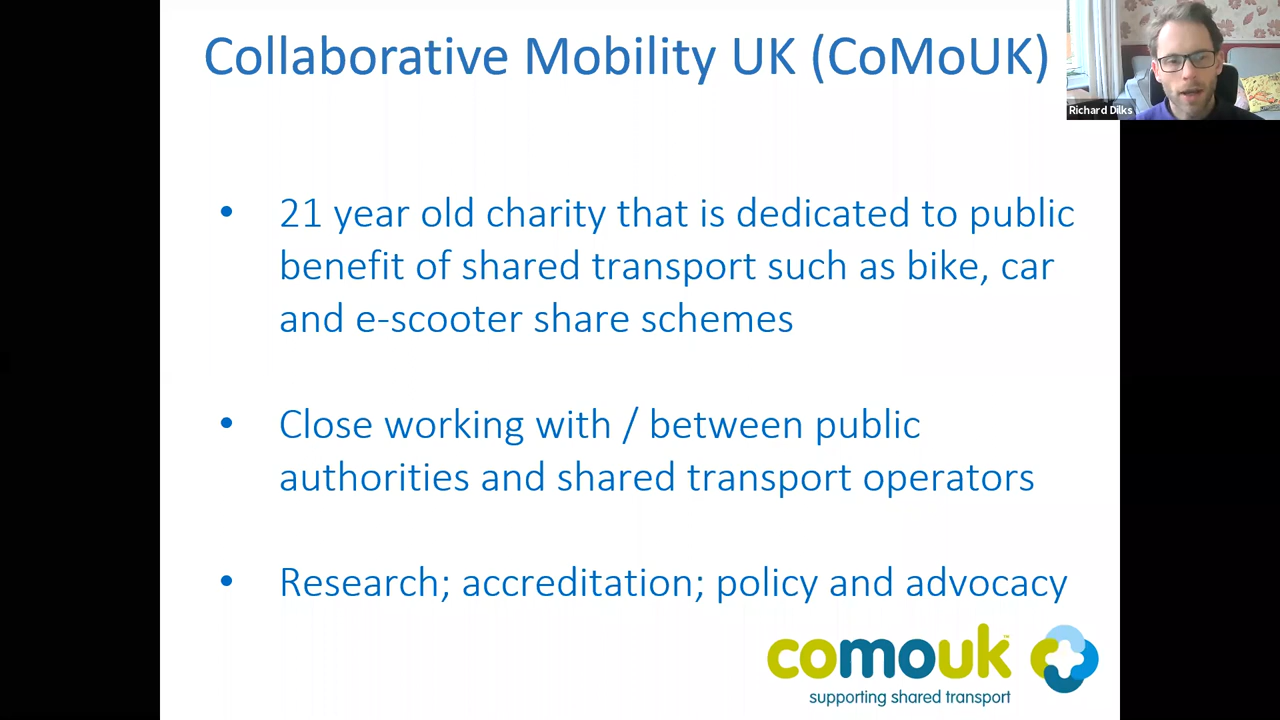 Collaborative Mobility UK (CoMoUK)
Richard Dilks
• 21 year old charity that is dedicated to public
benefit of shared transport such as bike, car
and e-scooter share schemes
• Close working with / between public
authorities and shared transport operators
• Research; accreditation; policy and advocacy
comouk™
supporting shared transport